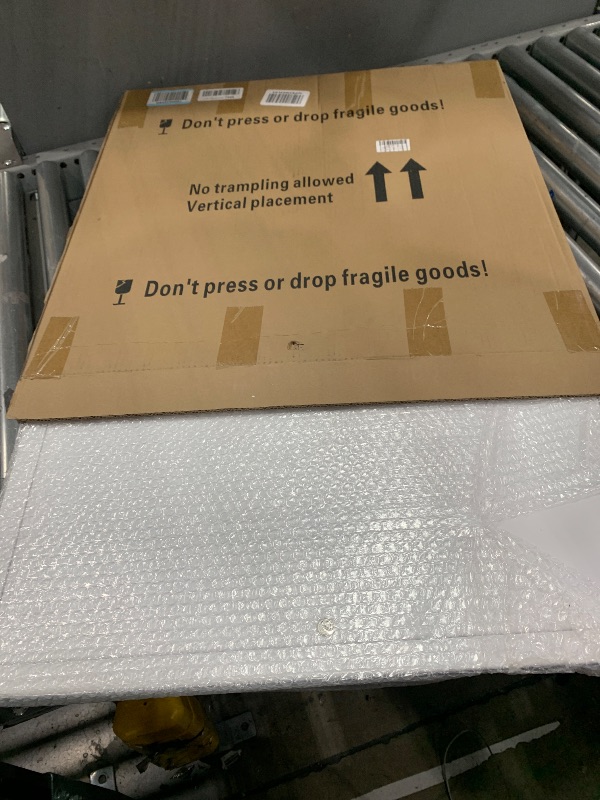 Don't press or drop fragile goods!
No trampling allowed
Vertical placement
Don't press or drop fragile goods!